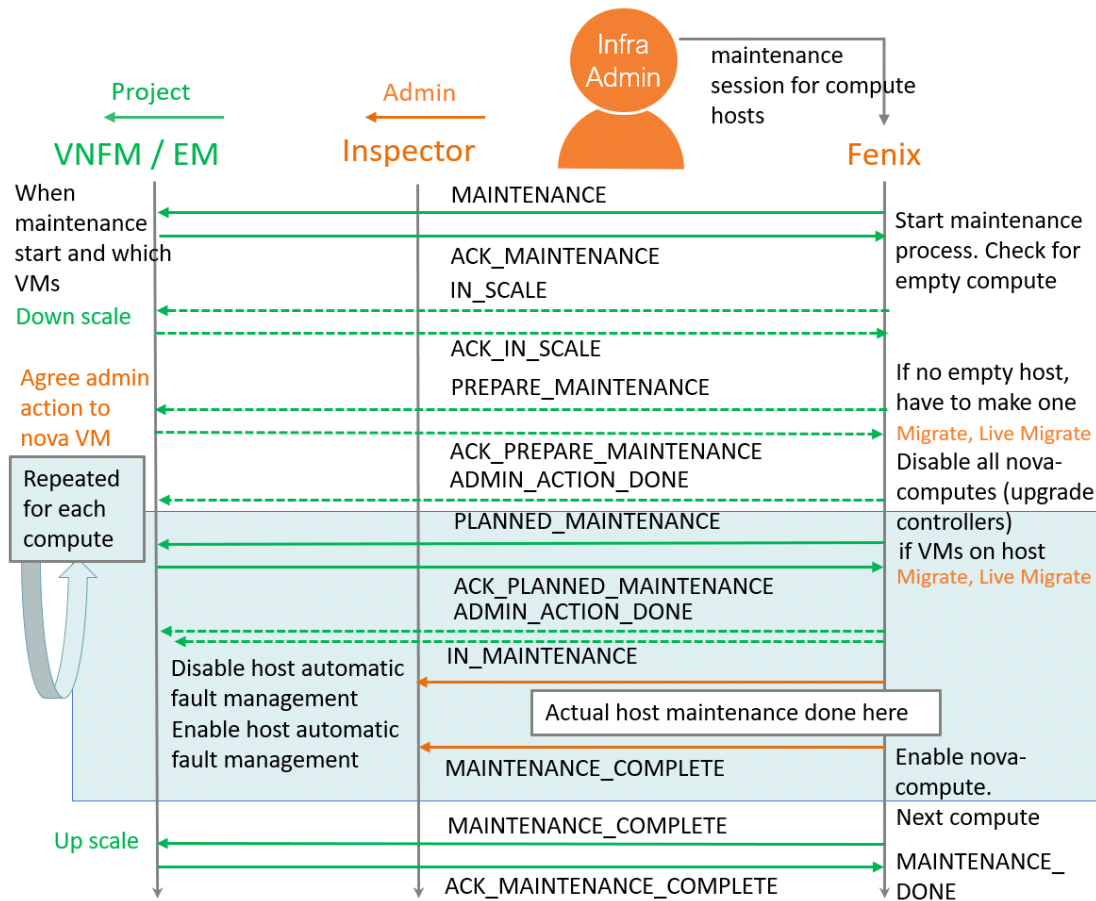 Infra
Admin
maintenance
session for compute
hosts
Project
Admin
VNFM / EM
Inspector
Fenix
When
maintenance
start and which
VMs
MAINTENANCE
ACK_MAINTENANCE
Start maintenance
process. Check for
empty compute
IN_SCALE
Down scale
ACK_IN_SCALE
Agree admin
action to
nova VM
PREPARE_MAINTENANCE
If no empty host,
have to make one
Migrate, Live Migrate
ACK_PREPARE_MAINTENANCE
ADMIN_ACTION_DONE
Disable all nova-
computes (upgrade
controllers)
if VMs on host
Migrate, Live Migrate
Repeated
for each
compute
PLANNED_MAINTENANCE
ACK_PLANNED_MAINTENANCE
ADMIN_ACTION_DONE
IN_MAINTENANCE
Disable host automatic
fault management
Enable host automatic
fault management
Actual host maintenance done here
MAINTENANCE_COMPLETE
Enable nova-
compute.
Next compute
Up scale
MAINTENANCE_COMPLETE
ACK_MAINTENANCE_COMPLETE
MAINTENANCE_
DONE